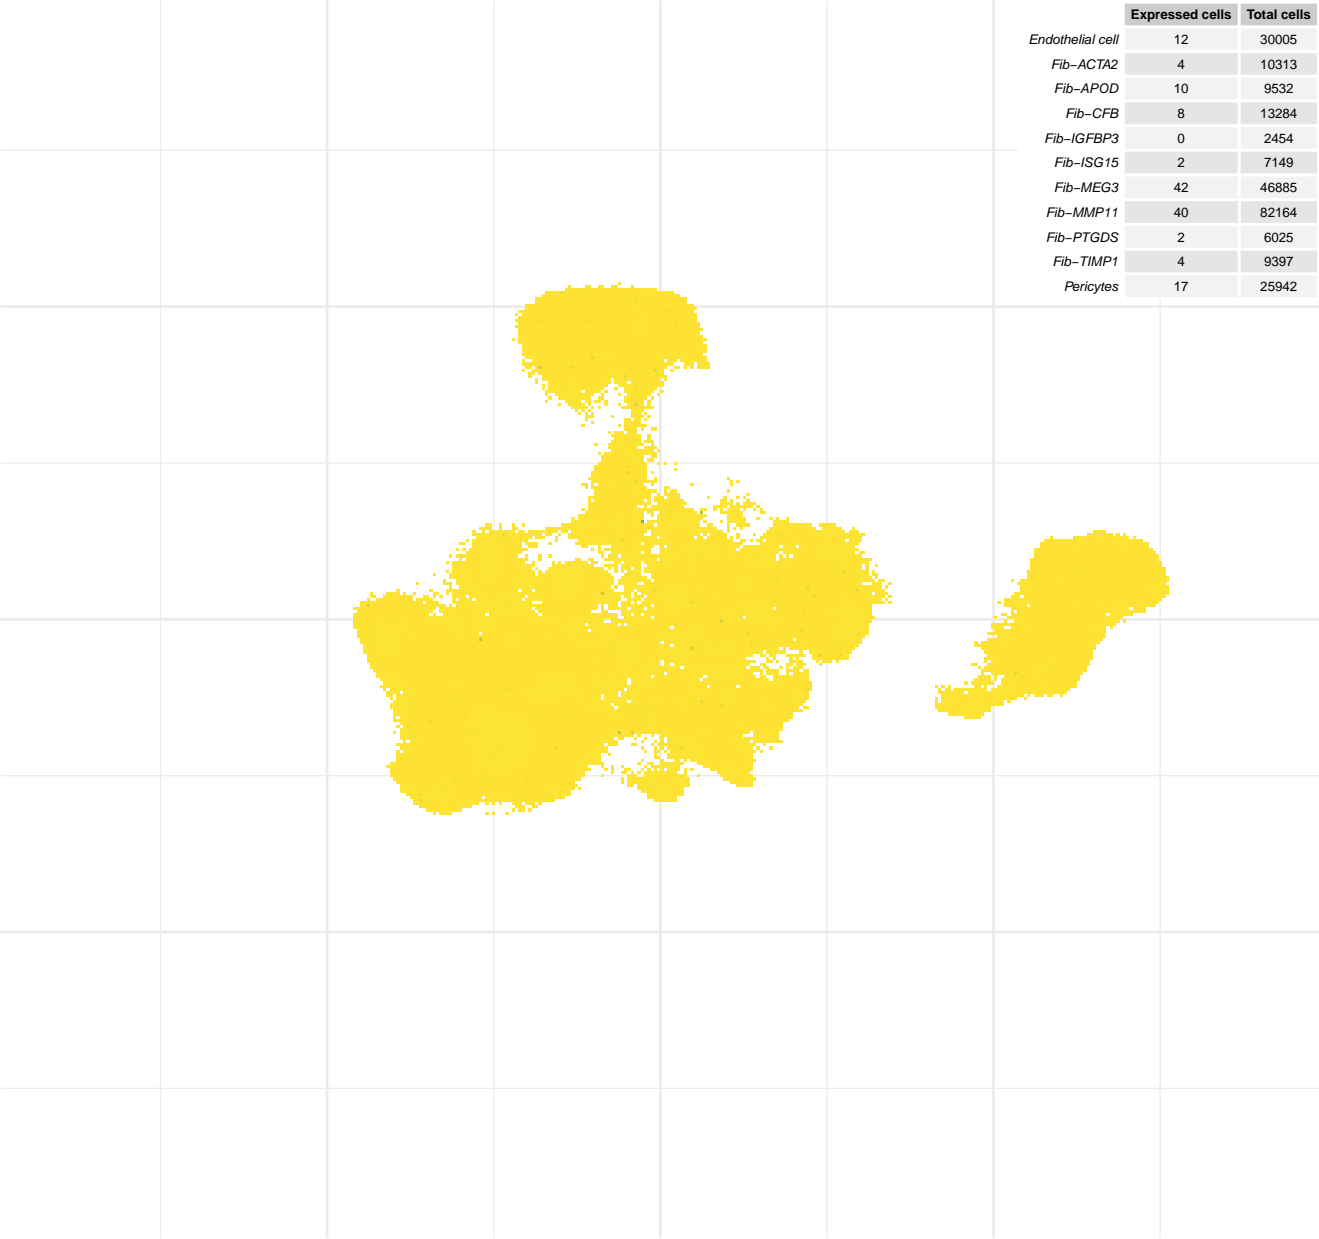 Expressed cells Total cells
Endothelial cell 12 30005
Fib−ACTA2 4 10313
Fib−APOD 10 9532
Fib−CFB 8 13284
Fib−IGFBP3 0 2454
Fib−ISG15 2 7149
Fib−MEG3 42 46885
Fib−MMP11 40 82164
Fib−PTGDS 2 6025
Fib−TIMP1 4 9397
Pericytes 17 25942